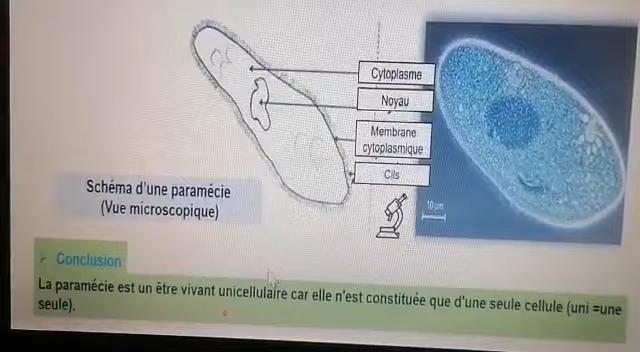 Cytoplasme
Noyau
Membrane
cytoplasmique
Cils
Schéma d'une paramécie
(Vue microscopique)
10 µm
Conclusion
La paramécie est un être vivant unicellulaire car elle n'est constituée que d'une seule cellule (uni =une
seule).